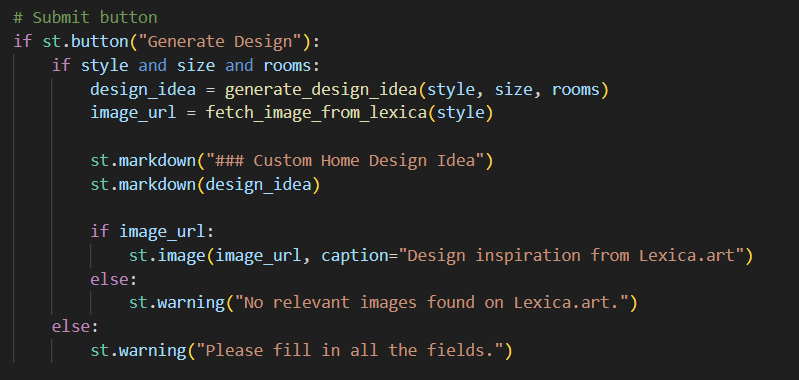 # Submit button
if st.button("Generate Design"):
    if style and size and rooms:
        design_idea = generate_design_idea(style, size, rooms)
        image_url = fetch_image_from_lexica(style)

        st.markdown("### Custom Home Design Idea")
        st.markdown(design_idea)

        if image_url:
            st.image(image_url, caption="Design inspiration from Lexica.art")
        else:
            st.warning("No relevant images found on Lexica.art.")
    else:
        st.warning("Please fill in all the fields.")